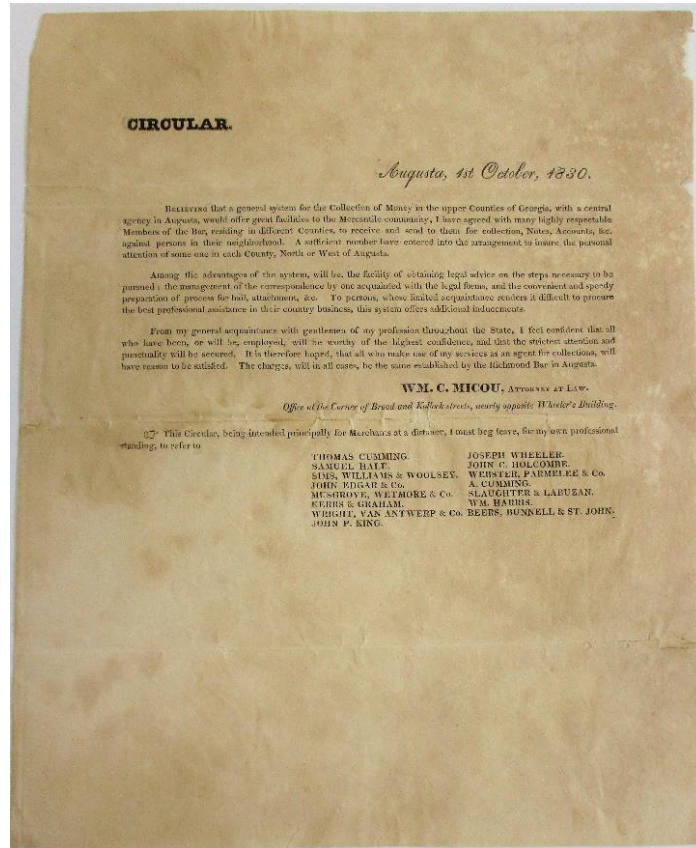 CIRCULAR.
Augusta, 1st October, 1830.
BELIEVING that a general system for the Collection of Money in the upper Counties of Georgia, with a central
agency in Augusta, would offer great facilities to the Mercantile community, I have agreed with many highly respectable
Members of the Bar, residing in different Counties, to receive and send to them for collection, Notes, Accounts, &c.
against persons in their neighborhood. A sufficient number have entered into the arrangement to insure the personal
attention of some one in each County, North or West of Augusta.
Among the advantages of the system, will be, the facility of obtaining legal advice on the steps necessary to be
pursued; the management of the correspondence by one acquainted with the legal forms, and the convenient and speedy
preparation of process for bail, attachment, &c. To persons, whose limited acquaintance renders it difficult to procure
the best professional assistance in their country business, this system offers additional inducements.
From my general acquaintance with gentlemen of my profession throughout the State, I feel confident that all
who have been, or will be, employed, will be worthy of the highest confidence, and that the strictest attention and
punctuality will be secured. It is therefore hoped, that all who make use of my services as an agent for collections, will
have reason to be satisfied. The charges, will in all cases, be the same established by the Richmond Bar in Augusta.
WM. C. MICOU, ATTORNEY AT LAW.
Office at the Corner of Broad and Kollock streets, nearly opposite Wheeler's Building.
☞ This Circular, being intended principally for Merchants at a distance, I must beg leave, for my own professional
standing, to refer to
THOMAS CUMMING. JOSEPH WHEELER.
SAMUEL HALE. JOHN C. HOLCOMBE.
SIMS, WILLIAMS & WOOLSEY. WEBSTER, PARMELEE & Co.
JOHN EDGAR & Co. A. CUMMING.
MUSGROVE, WETMORE & Co. SLAUGHTER & LABUZAN.
KERRS & GRAHAM. WM. HARRIS.
WRIGHT, VAN ANTWERP & Co. BEERS, BUNNELL & ST. JOHN.
JOHN P. KING.